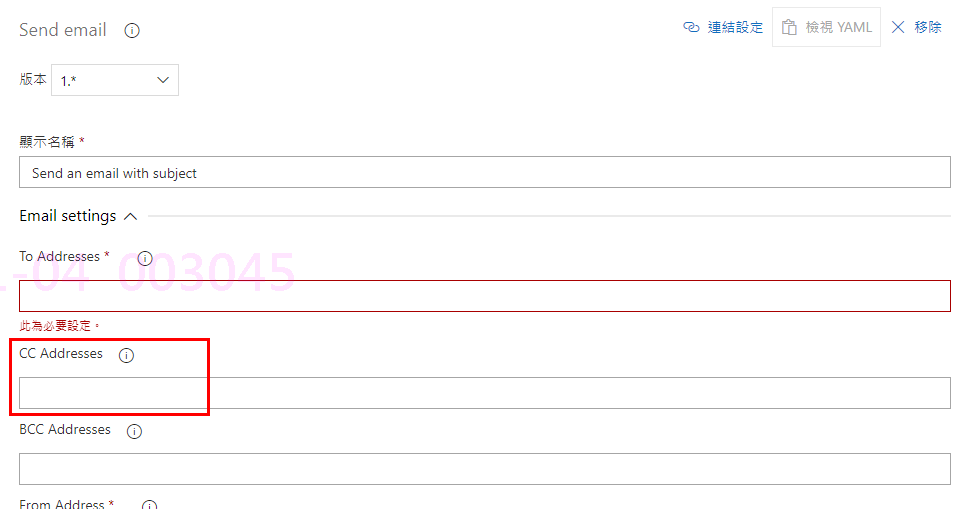 Send email
連結設定 檢視 YAML 移除
版本 1.*
顯示名稱 *
Send an email with subject
Email settings
To Addresses *
-04 003045
此為必要設定。
CC Addresses
BCC Addresses
From Address *